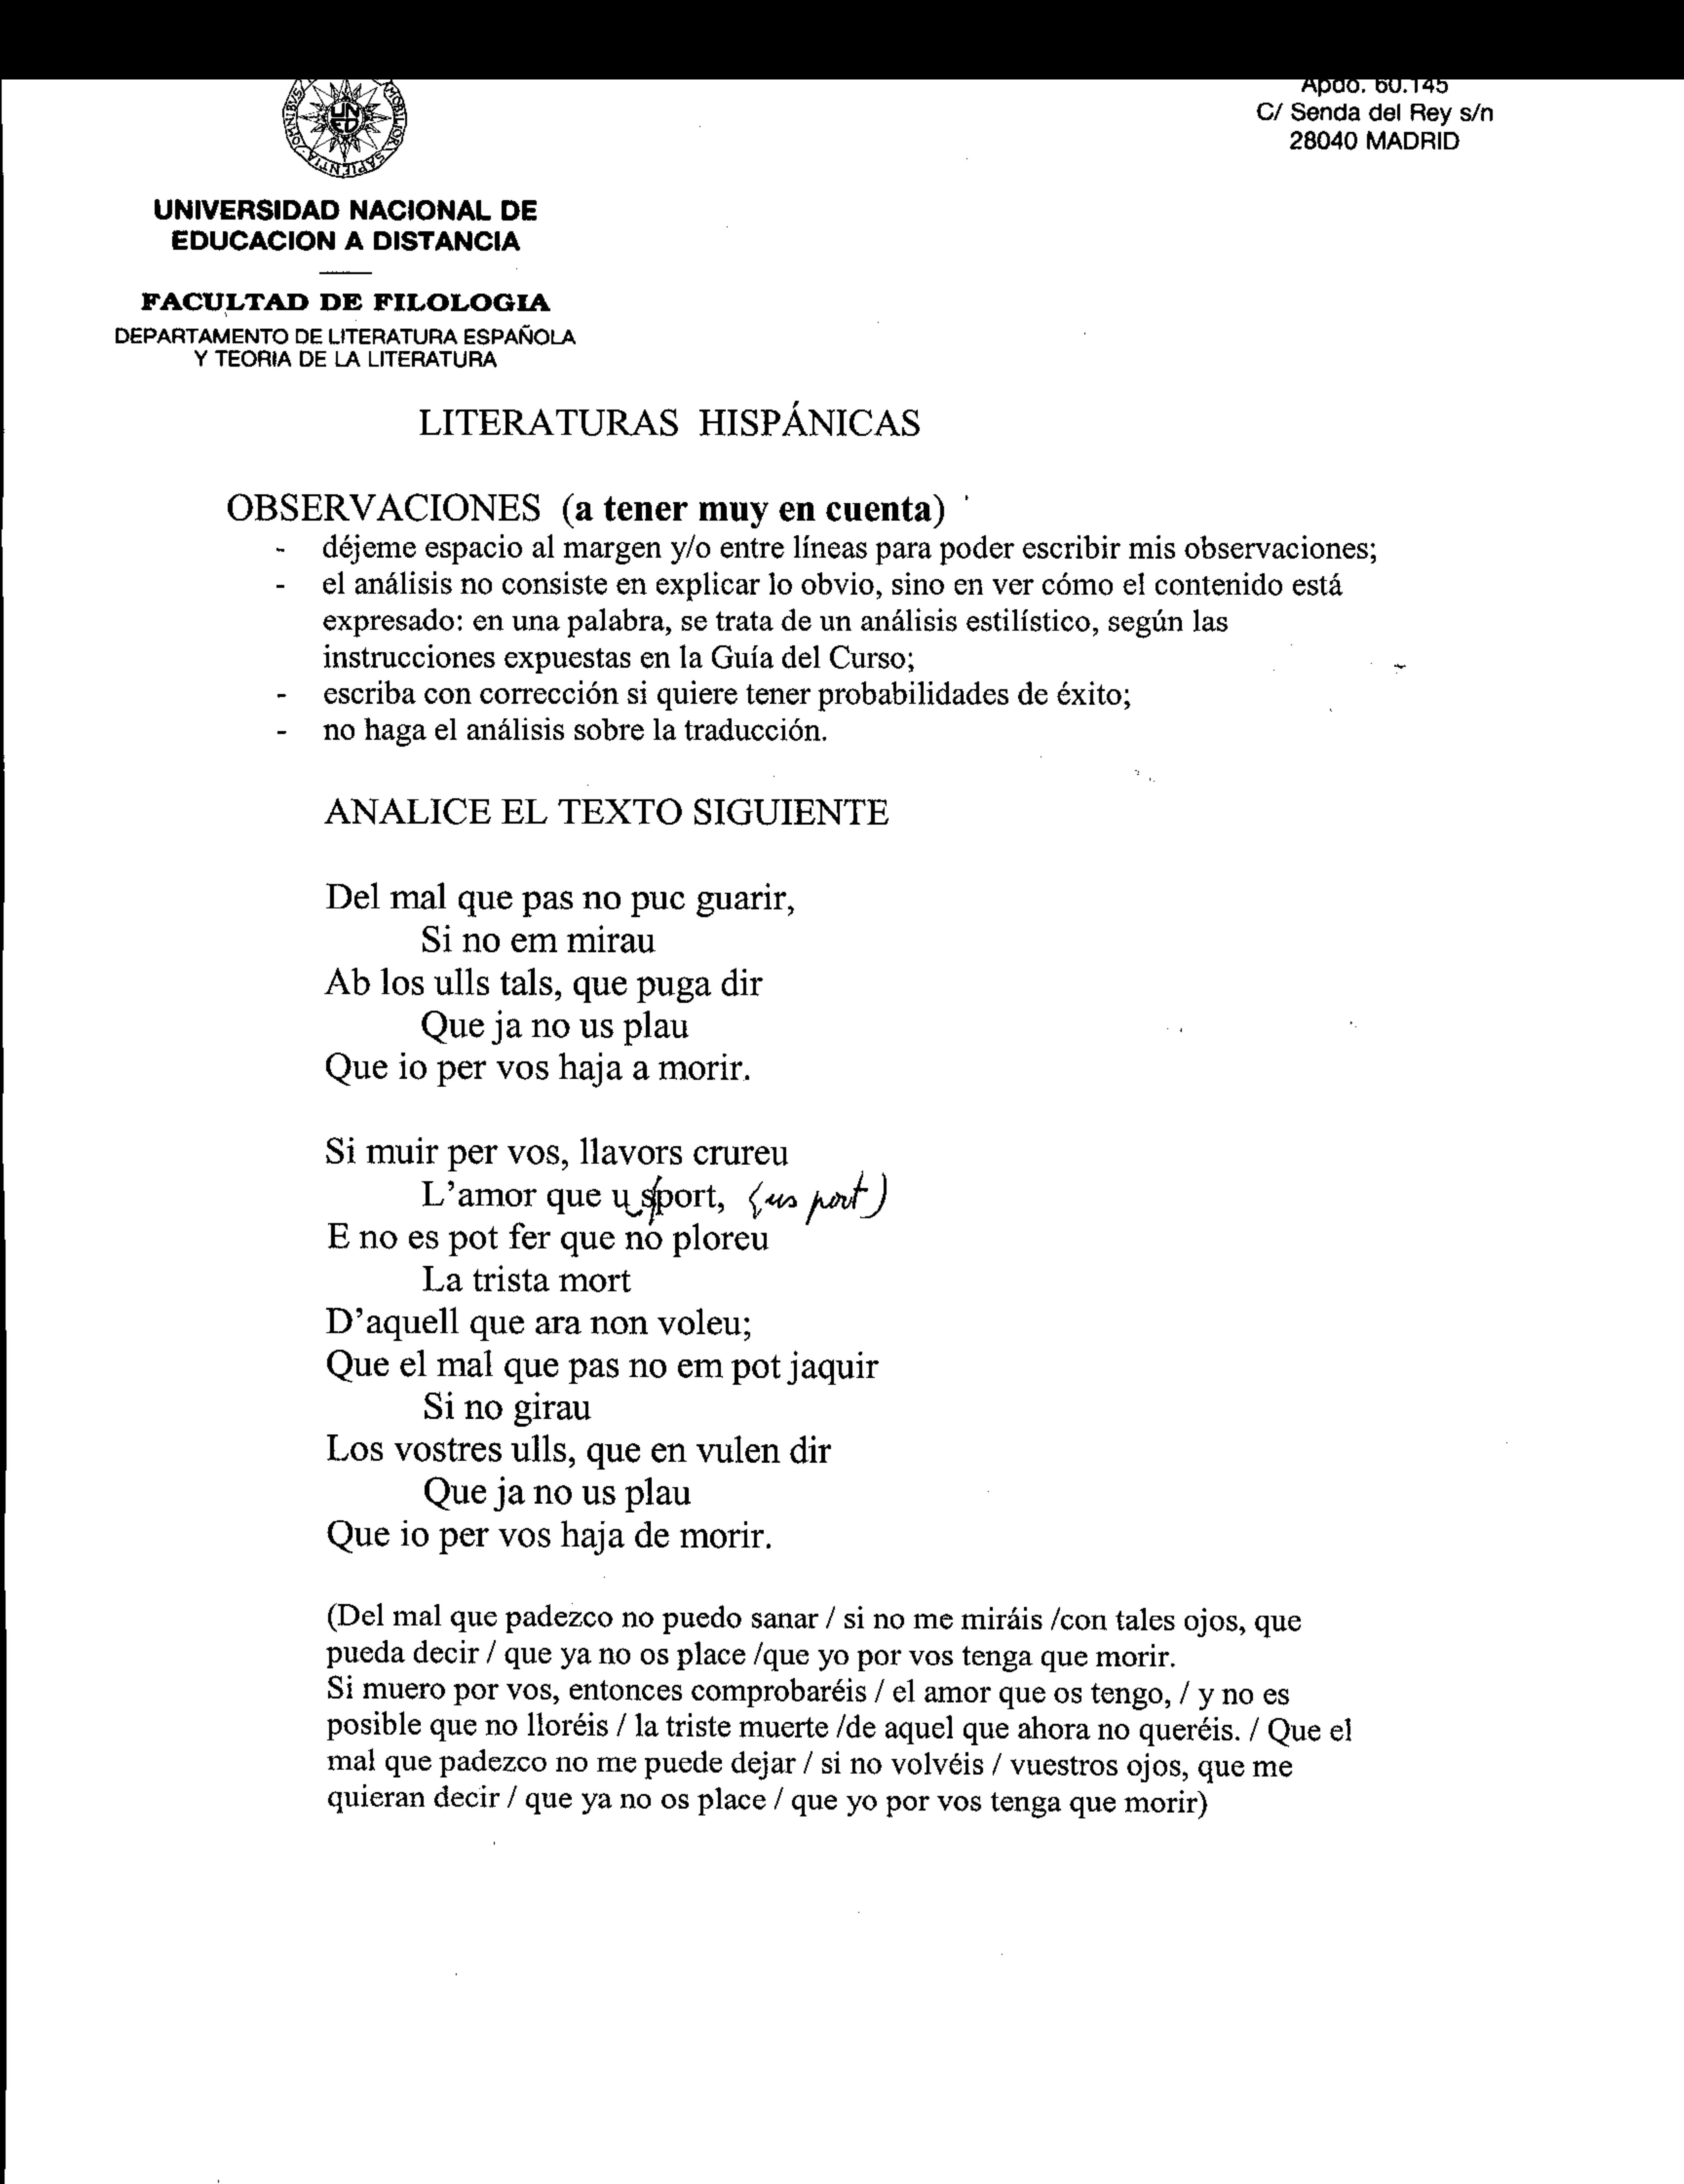 Apdo. 60.145
C/ Senda del Rey s/n
28040 MADRID
OMNIBVS MOBILIOR SAPIENTIA
UNED
UNIVERSIDAD NACIONAL DE
EDUCACION A DISTANCIA
FACULTAD DE FILOLOGIA
DEPARTAMENTO DE LITERATURA ESPAÑOLA
Y TEORIA DE LA LITERATURA
LITERATURAS HISPÁNICAS
OBSERVACIONES (a tener muy en cuenta)
- déjeme espacio al margen y/o entre líneas para poder escribir mis observaciones;
- el análisis no consiste en explicar lo obvio, sino en ver cómo el contenido está
expresado: en una palabra, se trata de un análisis estilístico, según las
instrucciones expuestas en la Guía del Curso;
- escriba con corrección si quiere tener probabilidades de éxito;
- no haga el análisis sobre la traducción.
ANALICE EL TEXTO SIGUIENTE
Del mal que pas no puc guarir,
Si no em mirau
Ab los ulls tals, que puga dir
Que ja no us plau
Que io per vos haja a morir.
Si muir per vos, llavors crureu
L'amor que u sport, (us port)
E no es pot fer que no ploreu
La trista mort
D'aquell que ara non voleu;
Que el mal que pas no em pot jaquir
Si no girau
Los vostres ulls, que en vulen dir
Que ja no us plau
Que io per vos haja de morir.
(Del mal que padezco no puedo sanar / si no me miráis /con tales ojos, que
pueda decir / que ya no os place /que yo por vos tenga que morir.
Si muero por vos, entonces comprobaréis / el amor que os tengo, / y no es
posible que no lloréis / la triste muerte /de aquel que ahora no queréis. / Que el
mal que padezco no me puede dejar / si no volvéis / vuestros ojos, que me
quieran decir / que ya no os place / que yo por vos tenga que morir)